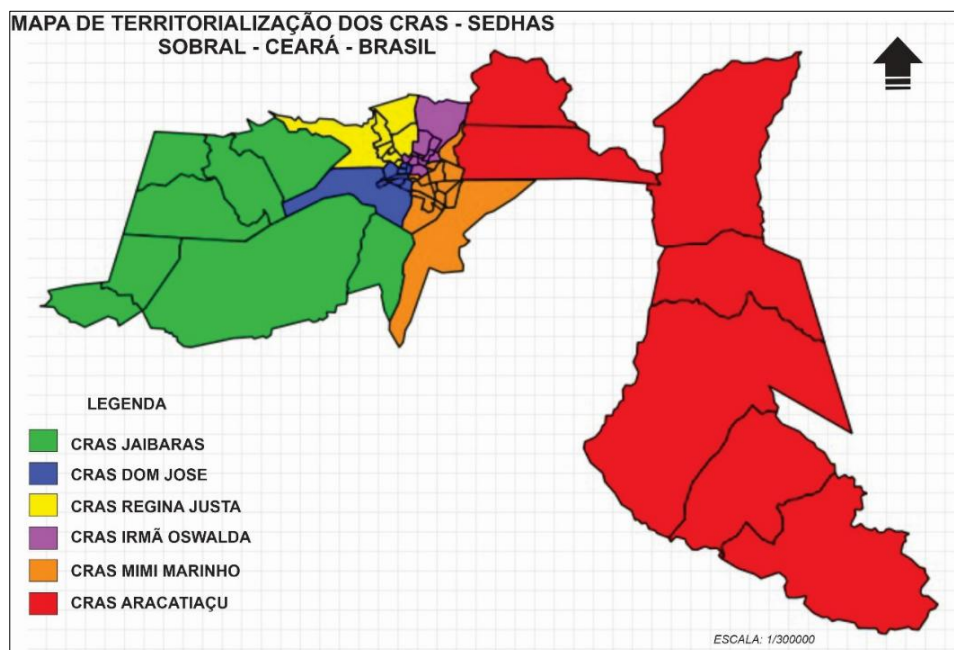 MAPA DE TERRITORIALIZAÇÃO DOS CRAS - SEDHAS
SOBRAL - CEARÁ - BRASIL
LEGENDA
CRAS JAIBARAS
CRAS DOM JOSE
CRAS REGINA JUSTA
CRAS IRMÃ OSWALDA
CRAS MIMI MARINHO
CRAS ARACATIAÇU
ESCALA: 1/300000